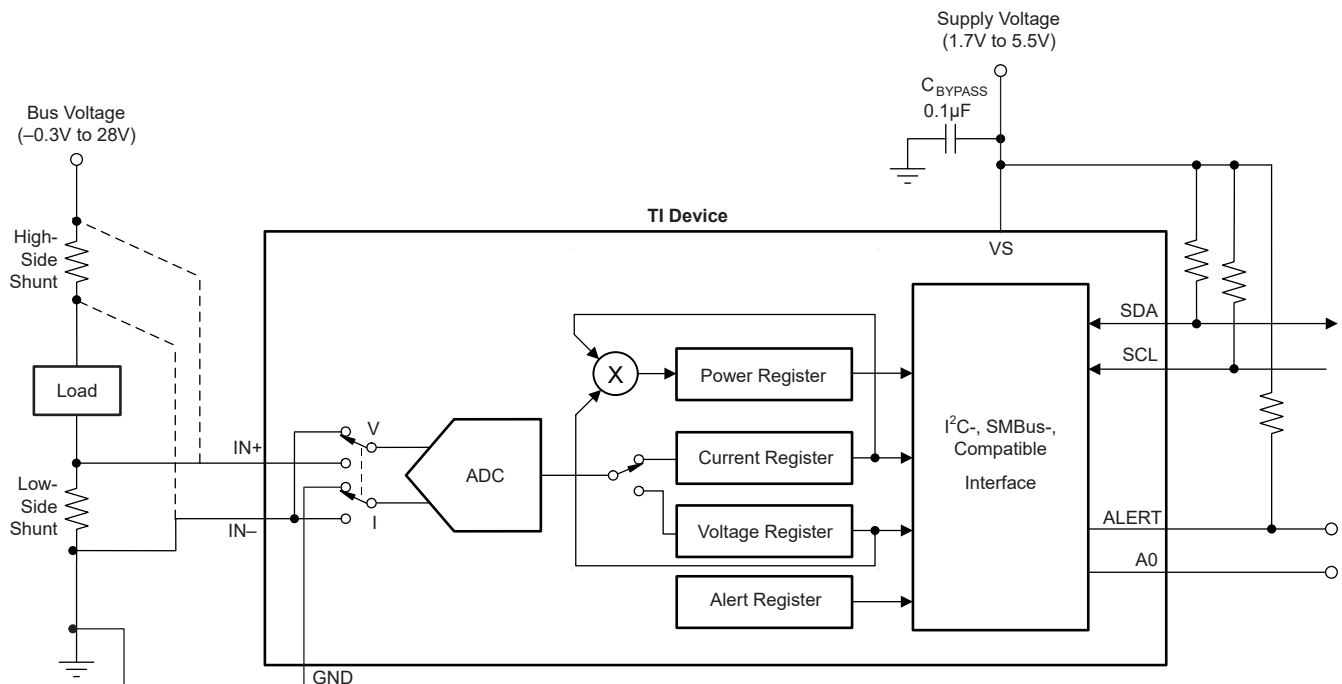 Supply Voltage
(1.7V to 5.5V)
C_BYPASS
0.1µF
Bus Voltage
(–0.3V to 28V)
TI Device
VS
High-
Side
Shunt
SDA
SCL
X
Power Register
Load
V
I²C-, SMBus-,
Compatible
Interface
IN+
ADC
Current Register
Low-
Side
Shunt
IN–
I
Voltage Register
ALERT
A0
Alert Register
GND